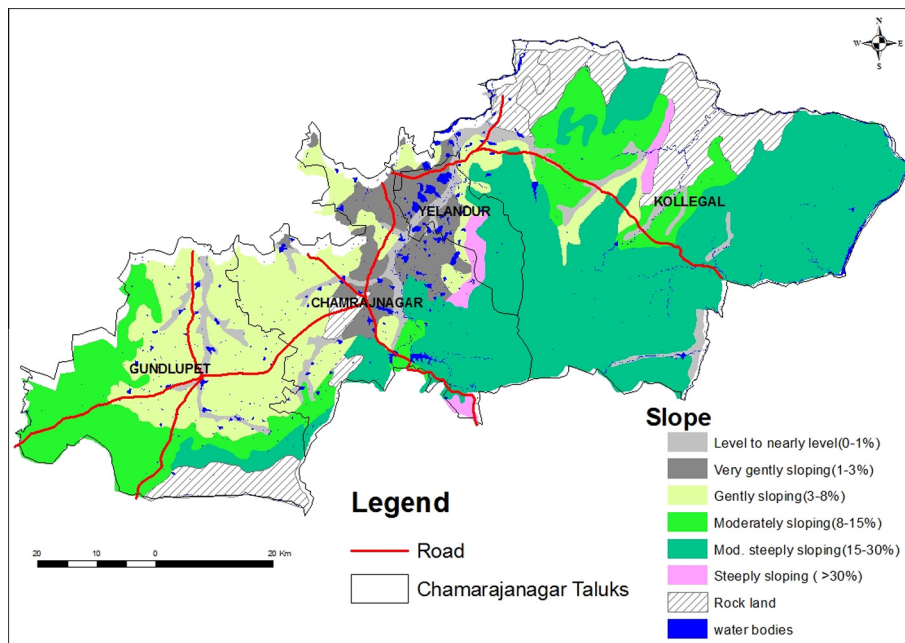 N
W E
S
YELANDUR
KOLLEGAL
CHAMRAJNAGAR
GUNDLUPET
Slope
Level to nearly level(0-1%)
Very gently sloping(1-3%)
Gently sloping(3-8%)
Moderately sloping(8-15%)
Mod. steeply sloping(15-30%)
Steeply sloping ( >30%)
Rock land
water bodies
Legend
Road
Chamarajanagar Taluks
20 10 0 20 Km